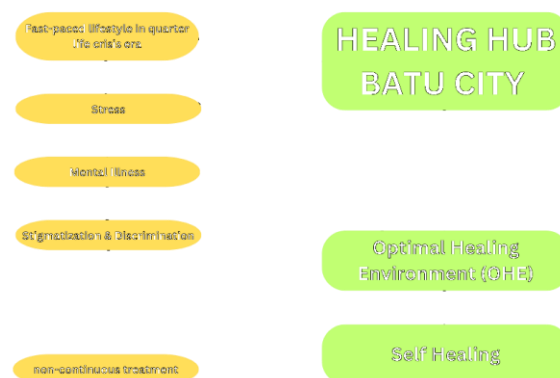 Fast-paced lifestyle in quarter
life crisis era
Stress
Mental Illness
Stigmatization & Discrimination
non-continuous treatment
HEALING HUB
BATU CITY
Optimal Healing
Environment (OHE)
Self Healing